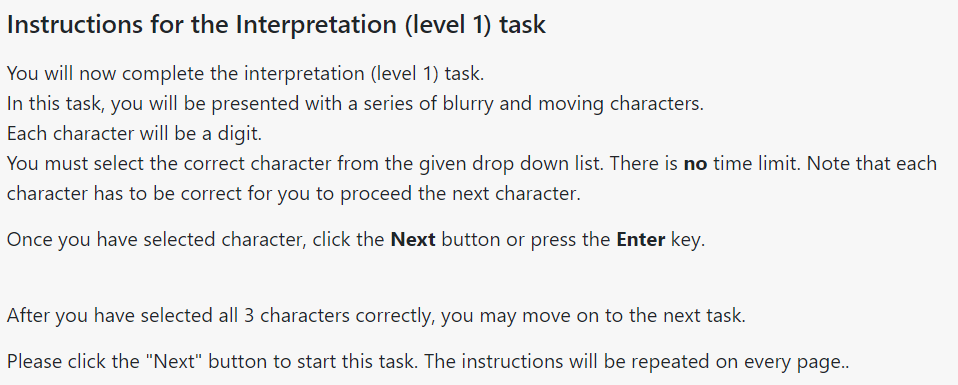 Instructions for the Interpretation (level 1) task
You will now complete the interpretation (level 1) task.
In this task, you will be presented with a series of blurry and moving characters.
Each character will be a digit.
You must select the correct character from the given drop down list. There is no time limit. Note that each
character has to be correct for you to proceed the next character.
Once you have selected character, click the Next button or press the Enter key.
After you have selected all 3 characters correctly, you may move on to the next task.
Please click the "Next" button to start this task. The instructions will be repeated on every page..